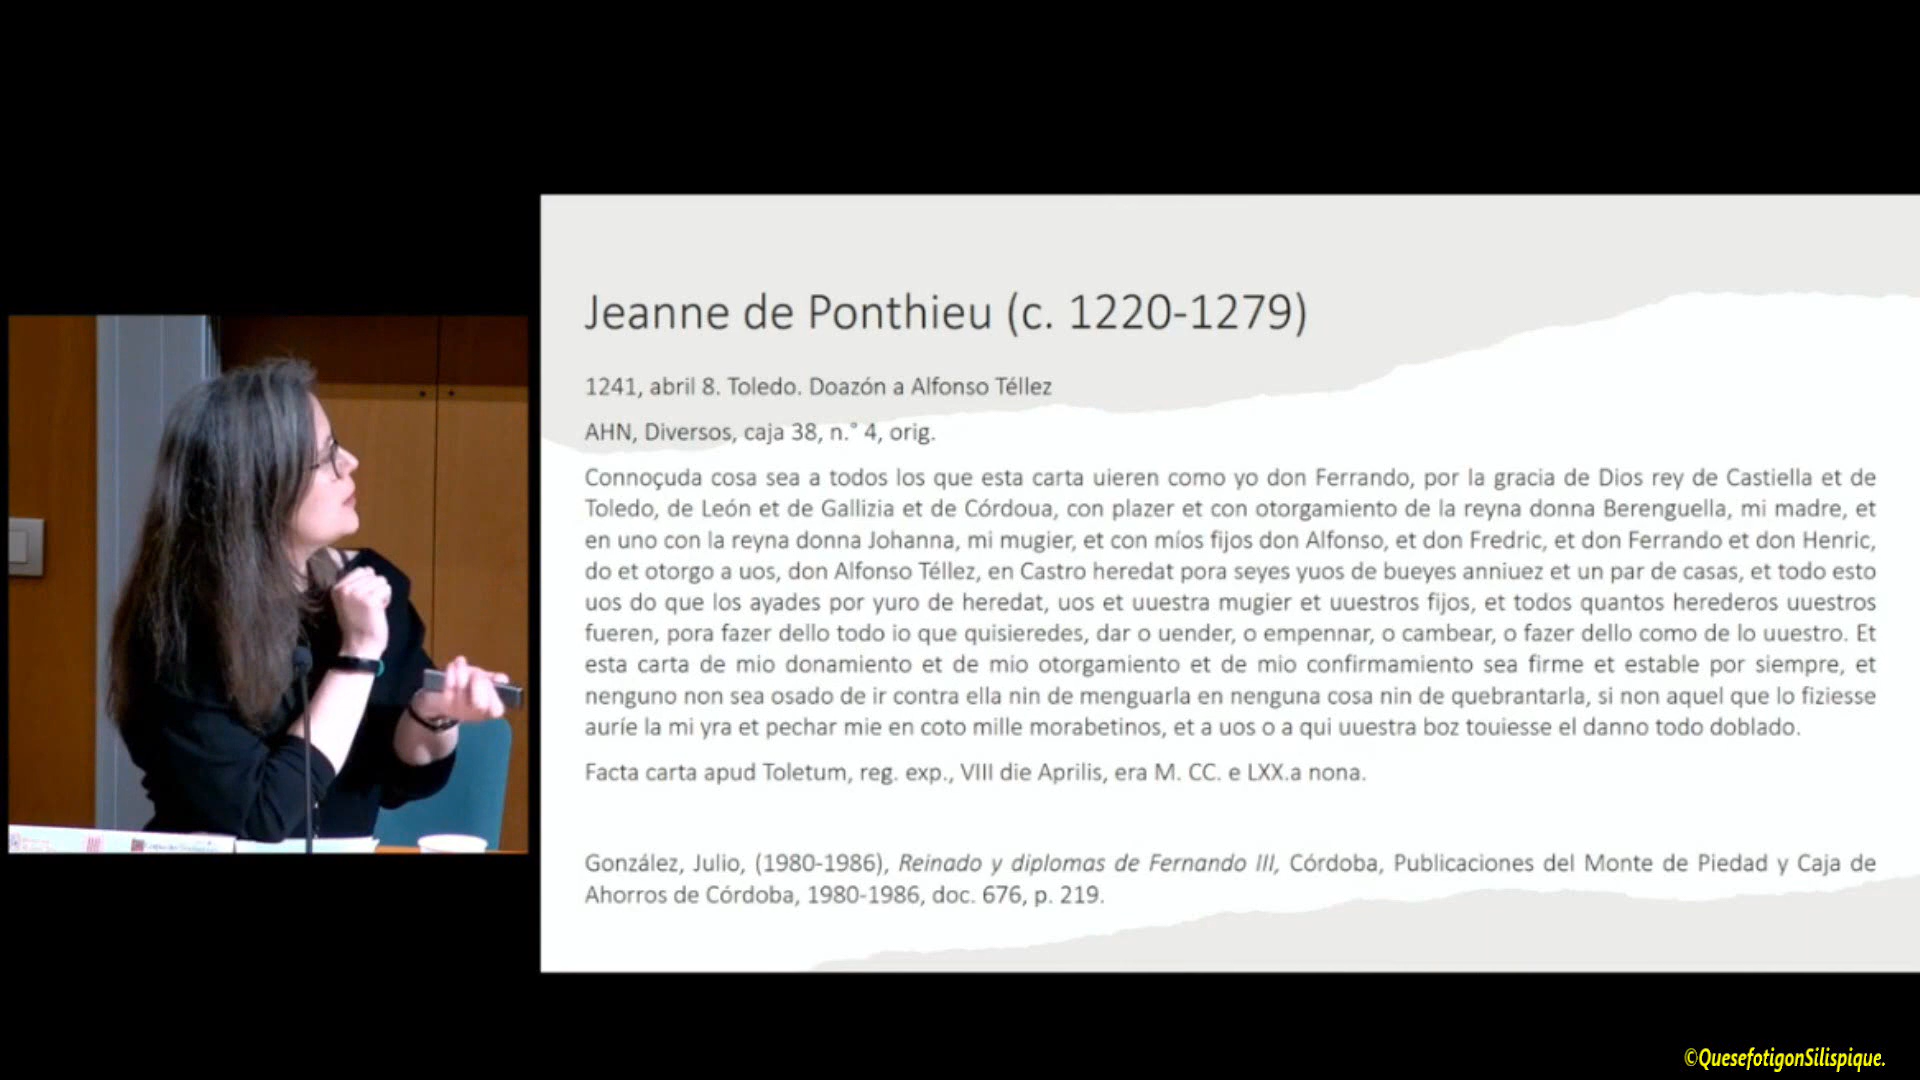 Jeanne de Ponthieu (c. 1220-1279)
1241, abril 8. Toledo. Doazón a Alfonso Téllez
AHN, Diversos, caja 38, n.° 4, orig.
Connoçuda cosa sea a todos los que esta carta uieren como yo don Ferrando, por la gracia de Dios rey de Castiella et de
Toledo, de León et de Gallizia et de Córdoua, con plazer et con otorgamiento de la reyna donna Berenguella, mi madre, et
en uno con la reyna donna Johanna, mi mugier, et con míos fijos don Alfonso, et don Fredric, et don Ferrando et don Henric,
do et otorgo a uos, don Alfonso Téllez, en Castro heredat pora seyes yuos de bueyes anniuez et un par de casas, et todo esto
uos do que los ayades por yuro de heredat, uos et uuestra mugier et uuestros fijos, et todos quantos herederos uuestros
fueren, pora fazer dello todo io que quisieredes, dar o uender, o empennar, o cambear, o fazer dello como de lo uuestro. Et
esta carta de mio donamiento et de mio otorgamiento et de mio confirmamiento sea firme et estable por siempre, et
nenguno non sea osado de ir contra ella nin de menguarla en nenguna cosa nin de quebrantarla, si non aquel que lo fiziesse
auríe la mi yra et pechar mie en coto mille morabetinos, et a uos o a qui uuestra boz touiesse el danno todo doblado.
Facta carta apud Toletum, reg. exp., VIII die Aprilis, era M. CC. e LXX.a nona.
González, Julio, (1980-1986), Reinado y diplomas de Fernando III, Córdoba, Publicaciones del Monte de Piedad y Caja de
Ahorros de Córdoba, 1980-1986, doc. 676, p. 219.
©QuesefotigonSilispique.